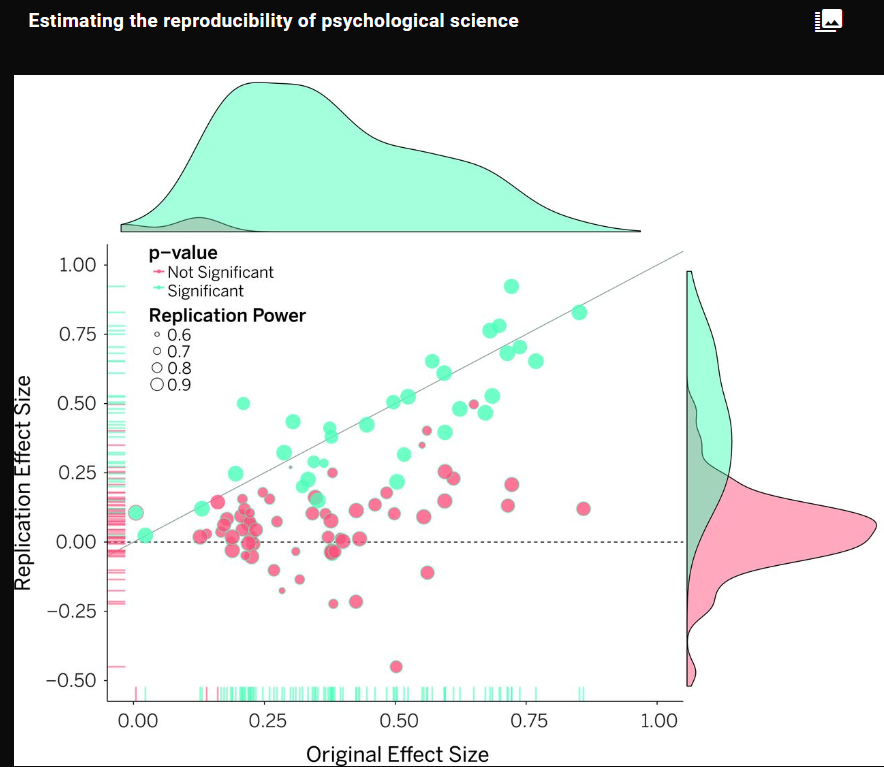 Estimating the reproducibility of psychological science
p−value
Not Significant
Significant
Replication Power
0.6
0.7
0.8
0.9
Replication Effect Size
1.00
0.75
0.50
0.25
0.00
−0.25
−0.50
0.00 0.25 0.50 0.75 1.00
Original Effect Size